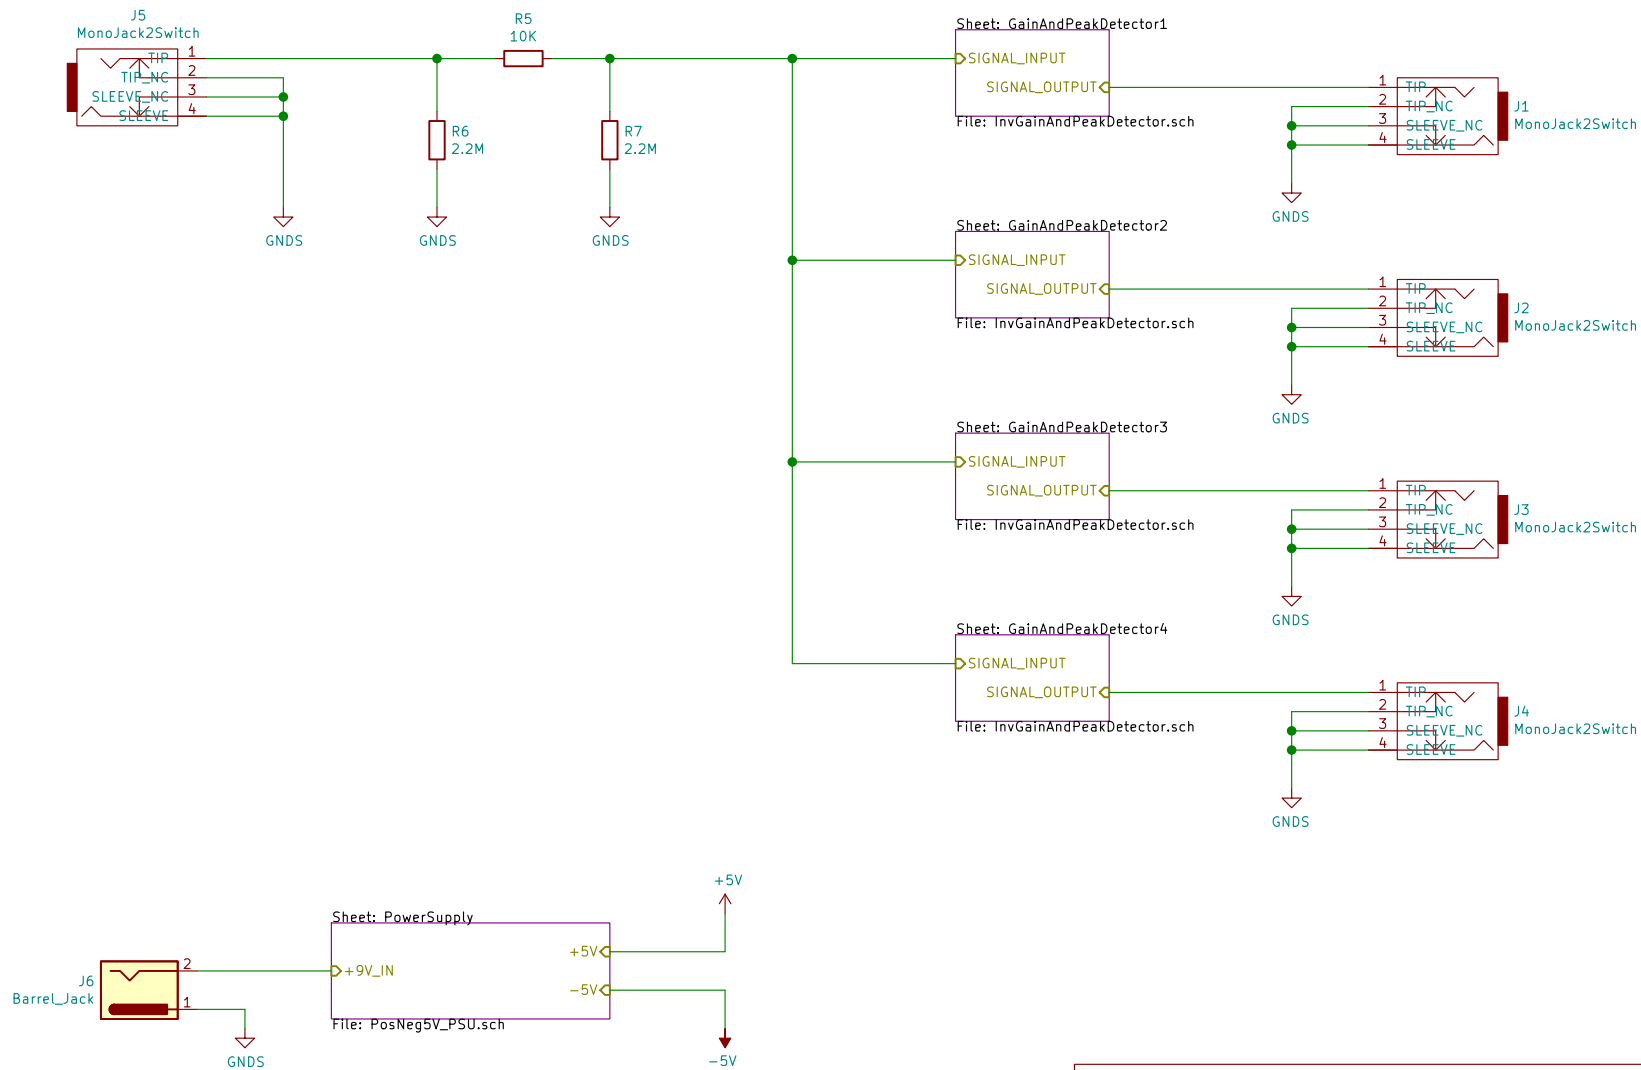 J5
MonoJack2Switch
TIP 1
TIP_NC 2
SLEEVE_NC 3
SLEEVE 4
GNDS
R5
10K
R6
2.2M
GNDS
R7
2.2M
GNDS
Sheet: GainAndPeakDetector1
SIGNAL_INPUT
SIGNAL_OUTPUT
File: InvGainAndPeakDetector.sch
1 TIP
2 TIP_NC
3 SLEEVE_NC
4 SLEEVE
J1
MonoJack2Switch
GNDS
Sheet: GainAndPeakDetector2
SIGNAL_INPUT
SIGNAL_OUTPUT
File: InvGainAndPeakDetector.sch
1 TIP
2 TIP_NC
3 SLEEVE_NC
4 SLEEVE
J2
MonoJack2Switch
GNDS
Sheet: GainAndPeakDetector3
SIGNAL_INPUT
SIGNAL_OUTPUT
File: InvGainAndPeakDetector.sch
1 TIP
2 TIP_NC
3 SLEEVE_NC
4 SLEEVE
J3
MonoJack2Switch
GNDS
Sheet: GainAndPeakDetector4
SIGNAL_INPUT
SIGNAL_OUTPUT
File: InvGainAndPeakDetector.sch
1 TIP
2 TIP_NC
3 SLEEVE_NC
4 SLEEVE
J4
MonoJack2Switch
GNDS
J6
Barrel_Jack
2
1
GNDS
Sheet: PowerSupply
+9V_IN
+5V
-5V
File: PosNeg5V_PSU.sch
+5V
-5V